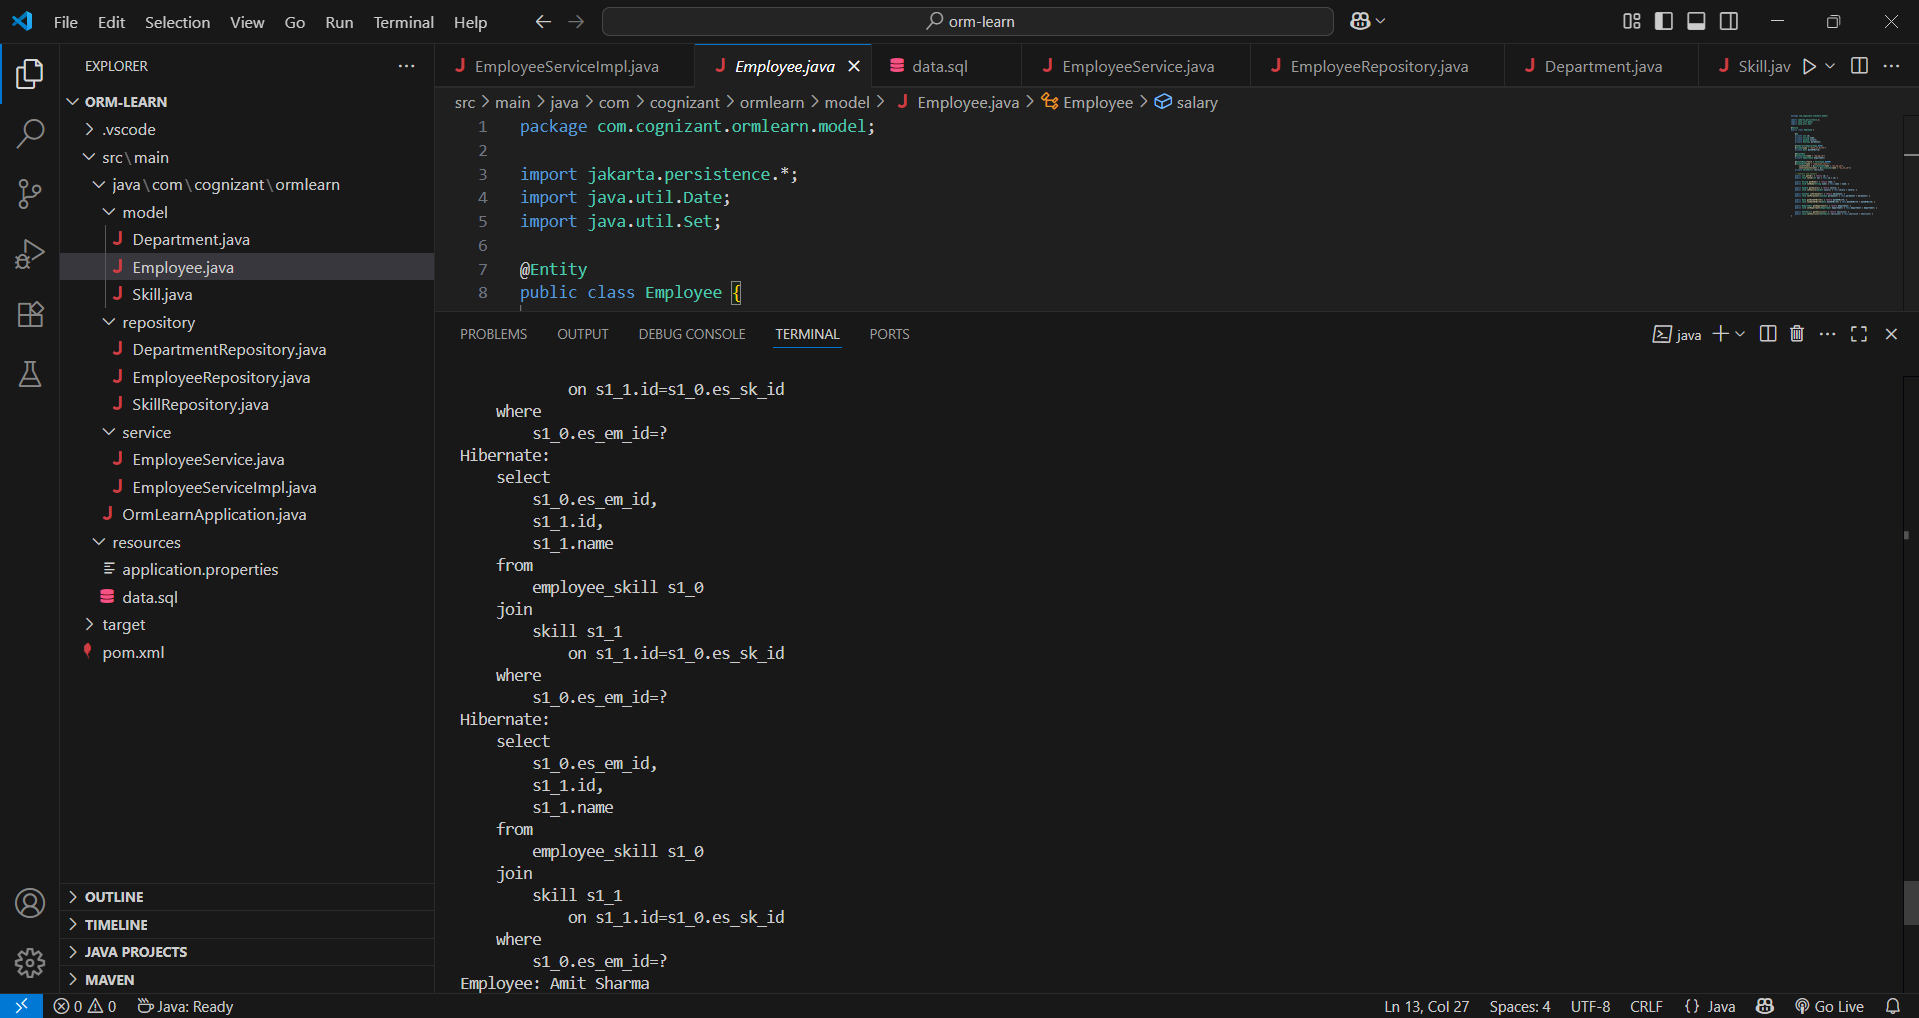 File Edit Selection View Go Run Terminal Help
orm-learn
EXPLORER
ORM-LEARN
.vscode
src\main
java\com\cognizant\ormlearn
model
Department.java
Employee.java
Skill.java
repository
DepartmentRepository.java
EmployeeRepository.java
SkillRepository.java
service
EmployeeService.java
EmployeeServiceImpl.java
OrmLearnApplication.java
resources
application.properties
data.sql
target
pom.xml
OUTLINE
TIMELINE
JAVA PROJECTS
MAVEN
EmployeeServiceImpl.java Employee.java data.sql EmployeeService.java EmployeeRepository.java Department.java Skill.jav
src > main > java > com > cognizant > ormlearn > model > Employee.java > Employee > salary
1 package com.cognizant.ormlearn.model;
2
3 import jakarta.persistence.*;
4 import java.util.Date;
5 import java.util.Set;
6
7 @Entity
8 public class Employee {
PROBLEMS OUTPUT DEBUG CONSOLE TERMINAL PORTS
java
on s1_1.id=s1_0.es_sk_id
where
s1_0.es_em_id=?
Hibernate:
select
s1_0.es_em_id,
s1_1.id,
s1_1.name
from
employee_skill s1_0
join
skill s1_1
on s1_1.id=s1_0.es_sk_id
where
s1_0.es_em_id=?
Hibernate:
select
s1_0.es_em_id,
s1_1.id,
s1_1.name
from
employee_skill s1_0
join
skill s1_1
on s1_1.id=s1_0.es_sk_id
where
s1_0.es_em_id=?
Employee: Amit Sharma
0 0 Java: Ready
Ln 13, Col 27 Spaces: 4 UTF-8 CRLF {} Java Go Live